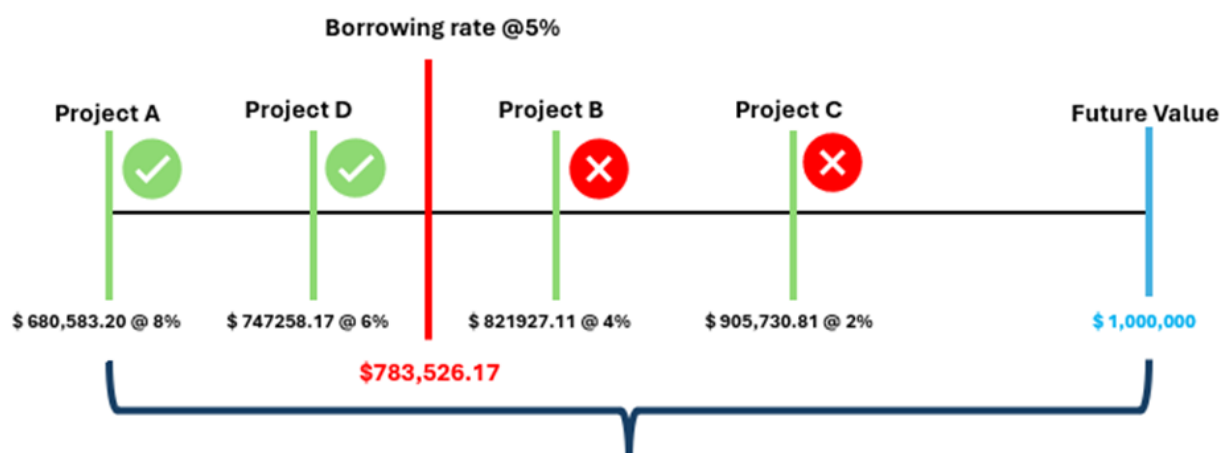 Borrowing rate @5%
Project A
Project D
Project B
Project C
Future Value
$ 680,583.20 @ 8%
$ 747258.17 @ 6%
$ 821927.11 @ 4%
$ 905,730.81 @ 2%
$ 1,000,000
$783,526.17